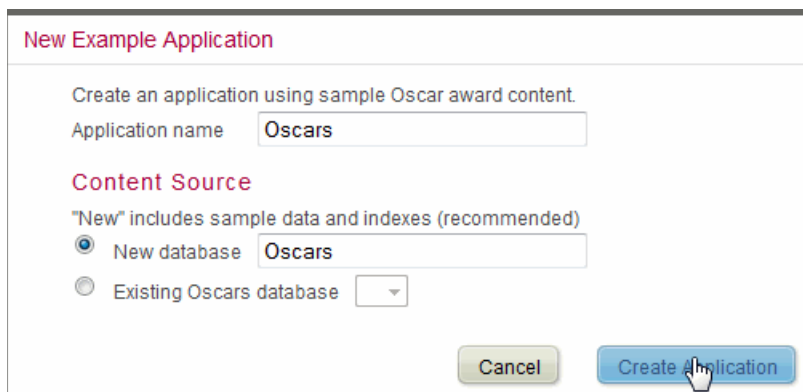 New Example Application
Create an application using sample Oscar award content.
Application name Oscars
Content Source
"New" includes sample data and indexes (recommended)
New database Oscars
Existing Oscars database
Cancel Create Application